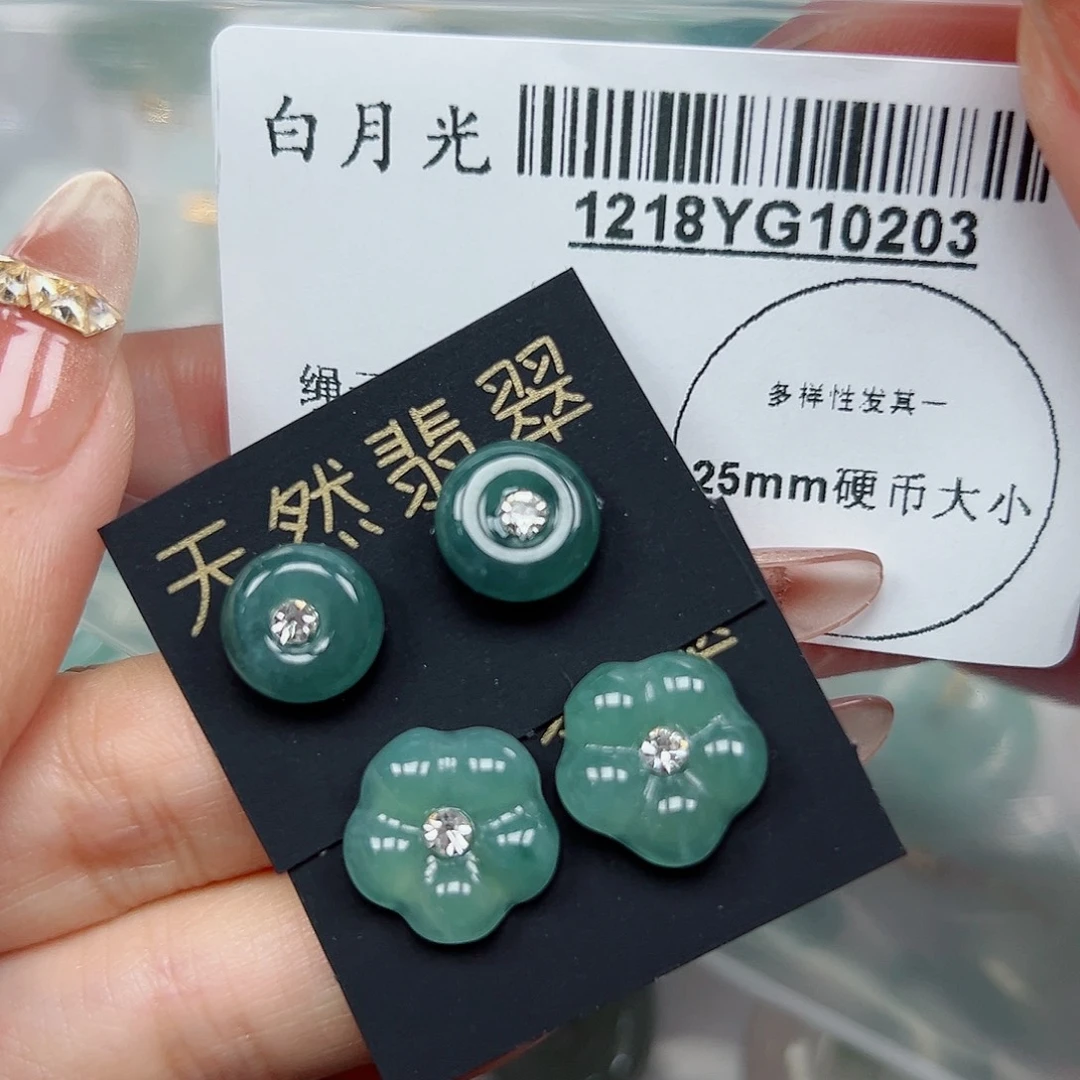 白月光
1218YG10203
绳
多样性发其一
25mm硬币大小
天然翡翠